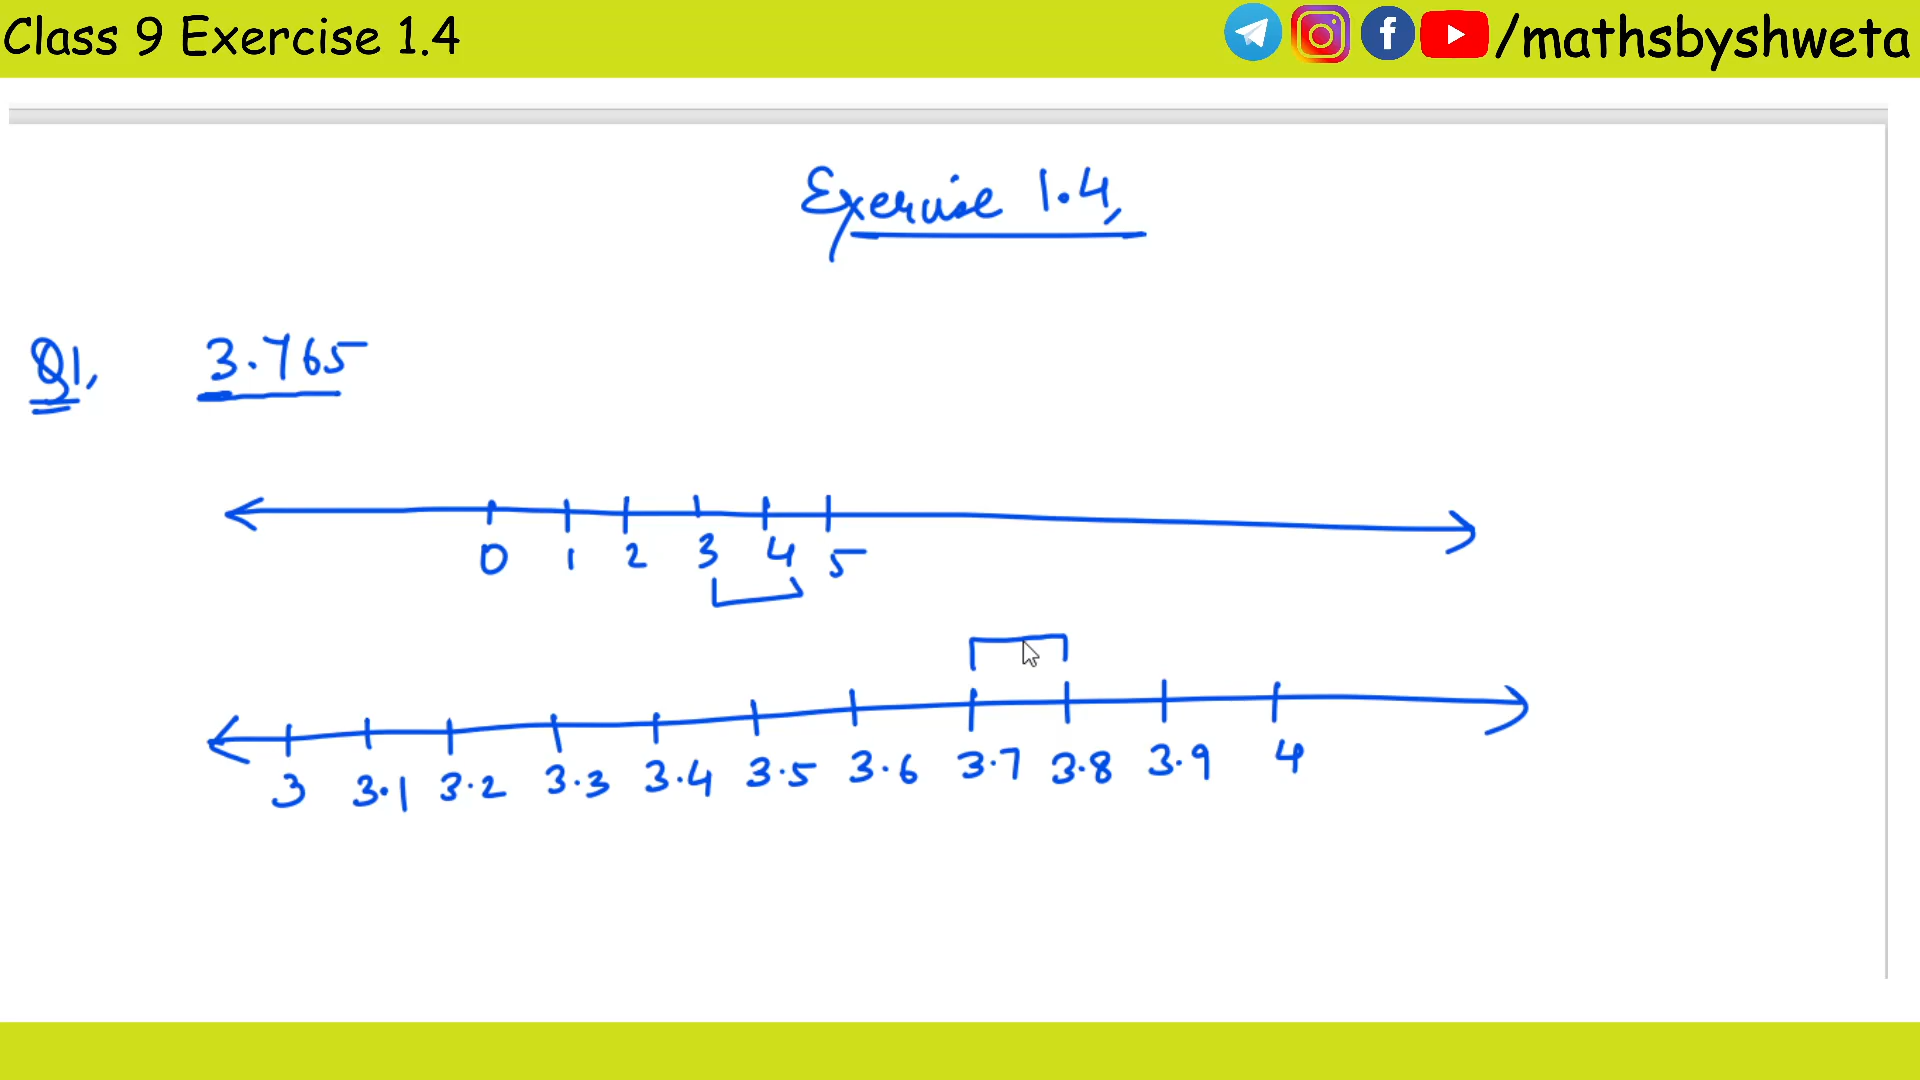 Class 9 Exercise 1.4
/mathsbyshweta
Exercise 1.4,
Q1, 3.765
0 1 2 3 4 5
3 3.1 3.2 3.3 3.4 3.5 3.6 3.7 3.8 3.9 4